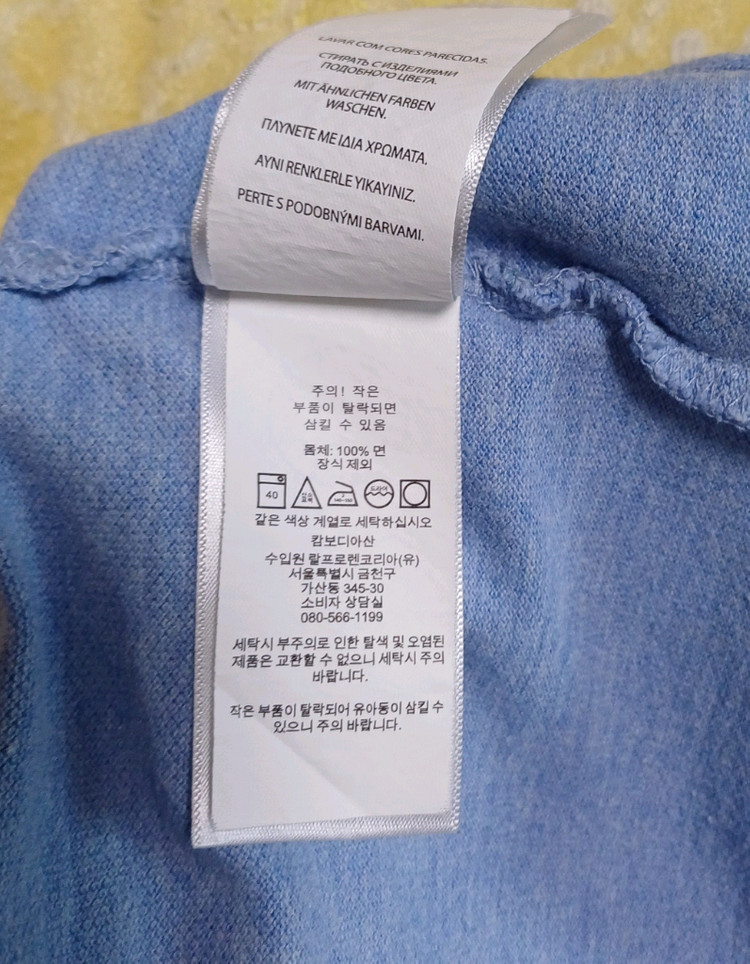 LAVAR COM CORES PARECIDAS.
СТИРАТЬ С ИЗДЕЛИЯМИ
ПОДОБНОГО ЦВЕТА.
MIT ÄHNLICHEN FARBEN
WASCHEN.
ΠΛΥΝΕΤΕ ΜΕ ΙΔΙΑ ΧΡΩΜΑΤΑ.
AYNI RENKLERLE YIKAYINIZ.
PERTE S PODOBNÝMI BARVAMI.
주의! 작은
부품이 탈락되면
삼킬 수 있음
몸체: 100% 면
장식 제외
40
같은 색상 계열로 세탁하십시오
캄보디아산
수입원 랄프로렌코리아(유)
서울특별시 금천구
가산동 345-30
소비자 상담실
080-566-1199
세탁시 부주의로 인한 탈색 및 오염된
제품은 교환할 수 없으니 세탁시 주의
바랍니다.
작은 부품이 탈락되어 유아동이 삼킬 수
있으니 주의 바랍니다.